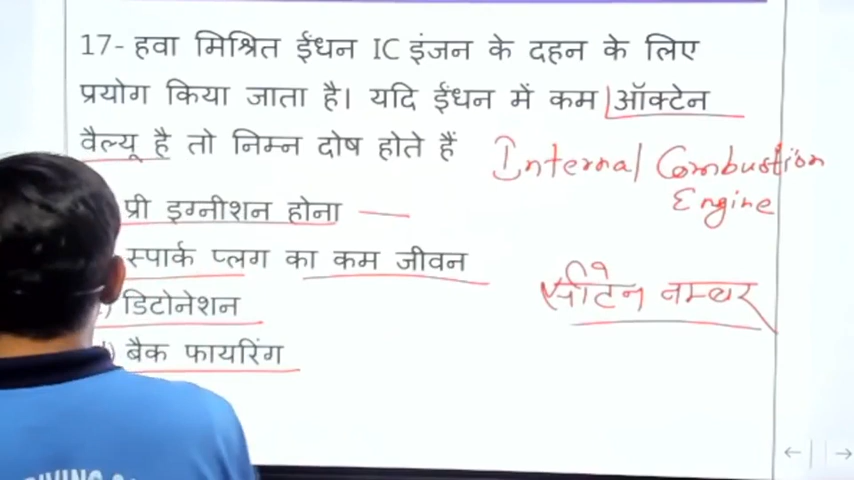 17- हवा मिश्रित ईंधन IC इंजन के दहन के लिए
प्रयोग किया जाता है। यदि ईंधन में कम ऑक्टेन
वैल्यू है तो निम्न दोष होते हैं
Internal Combustion
Engine
प्री इग्नीशन होना
स्पार्क प्लग का कम जीवन
) डिटोनेशन
) बैक फायरिंग
नम्बर